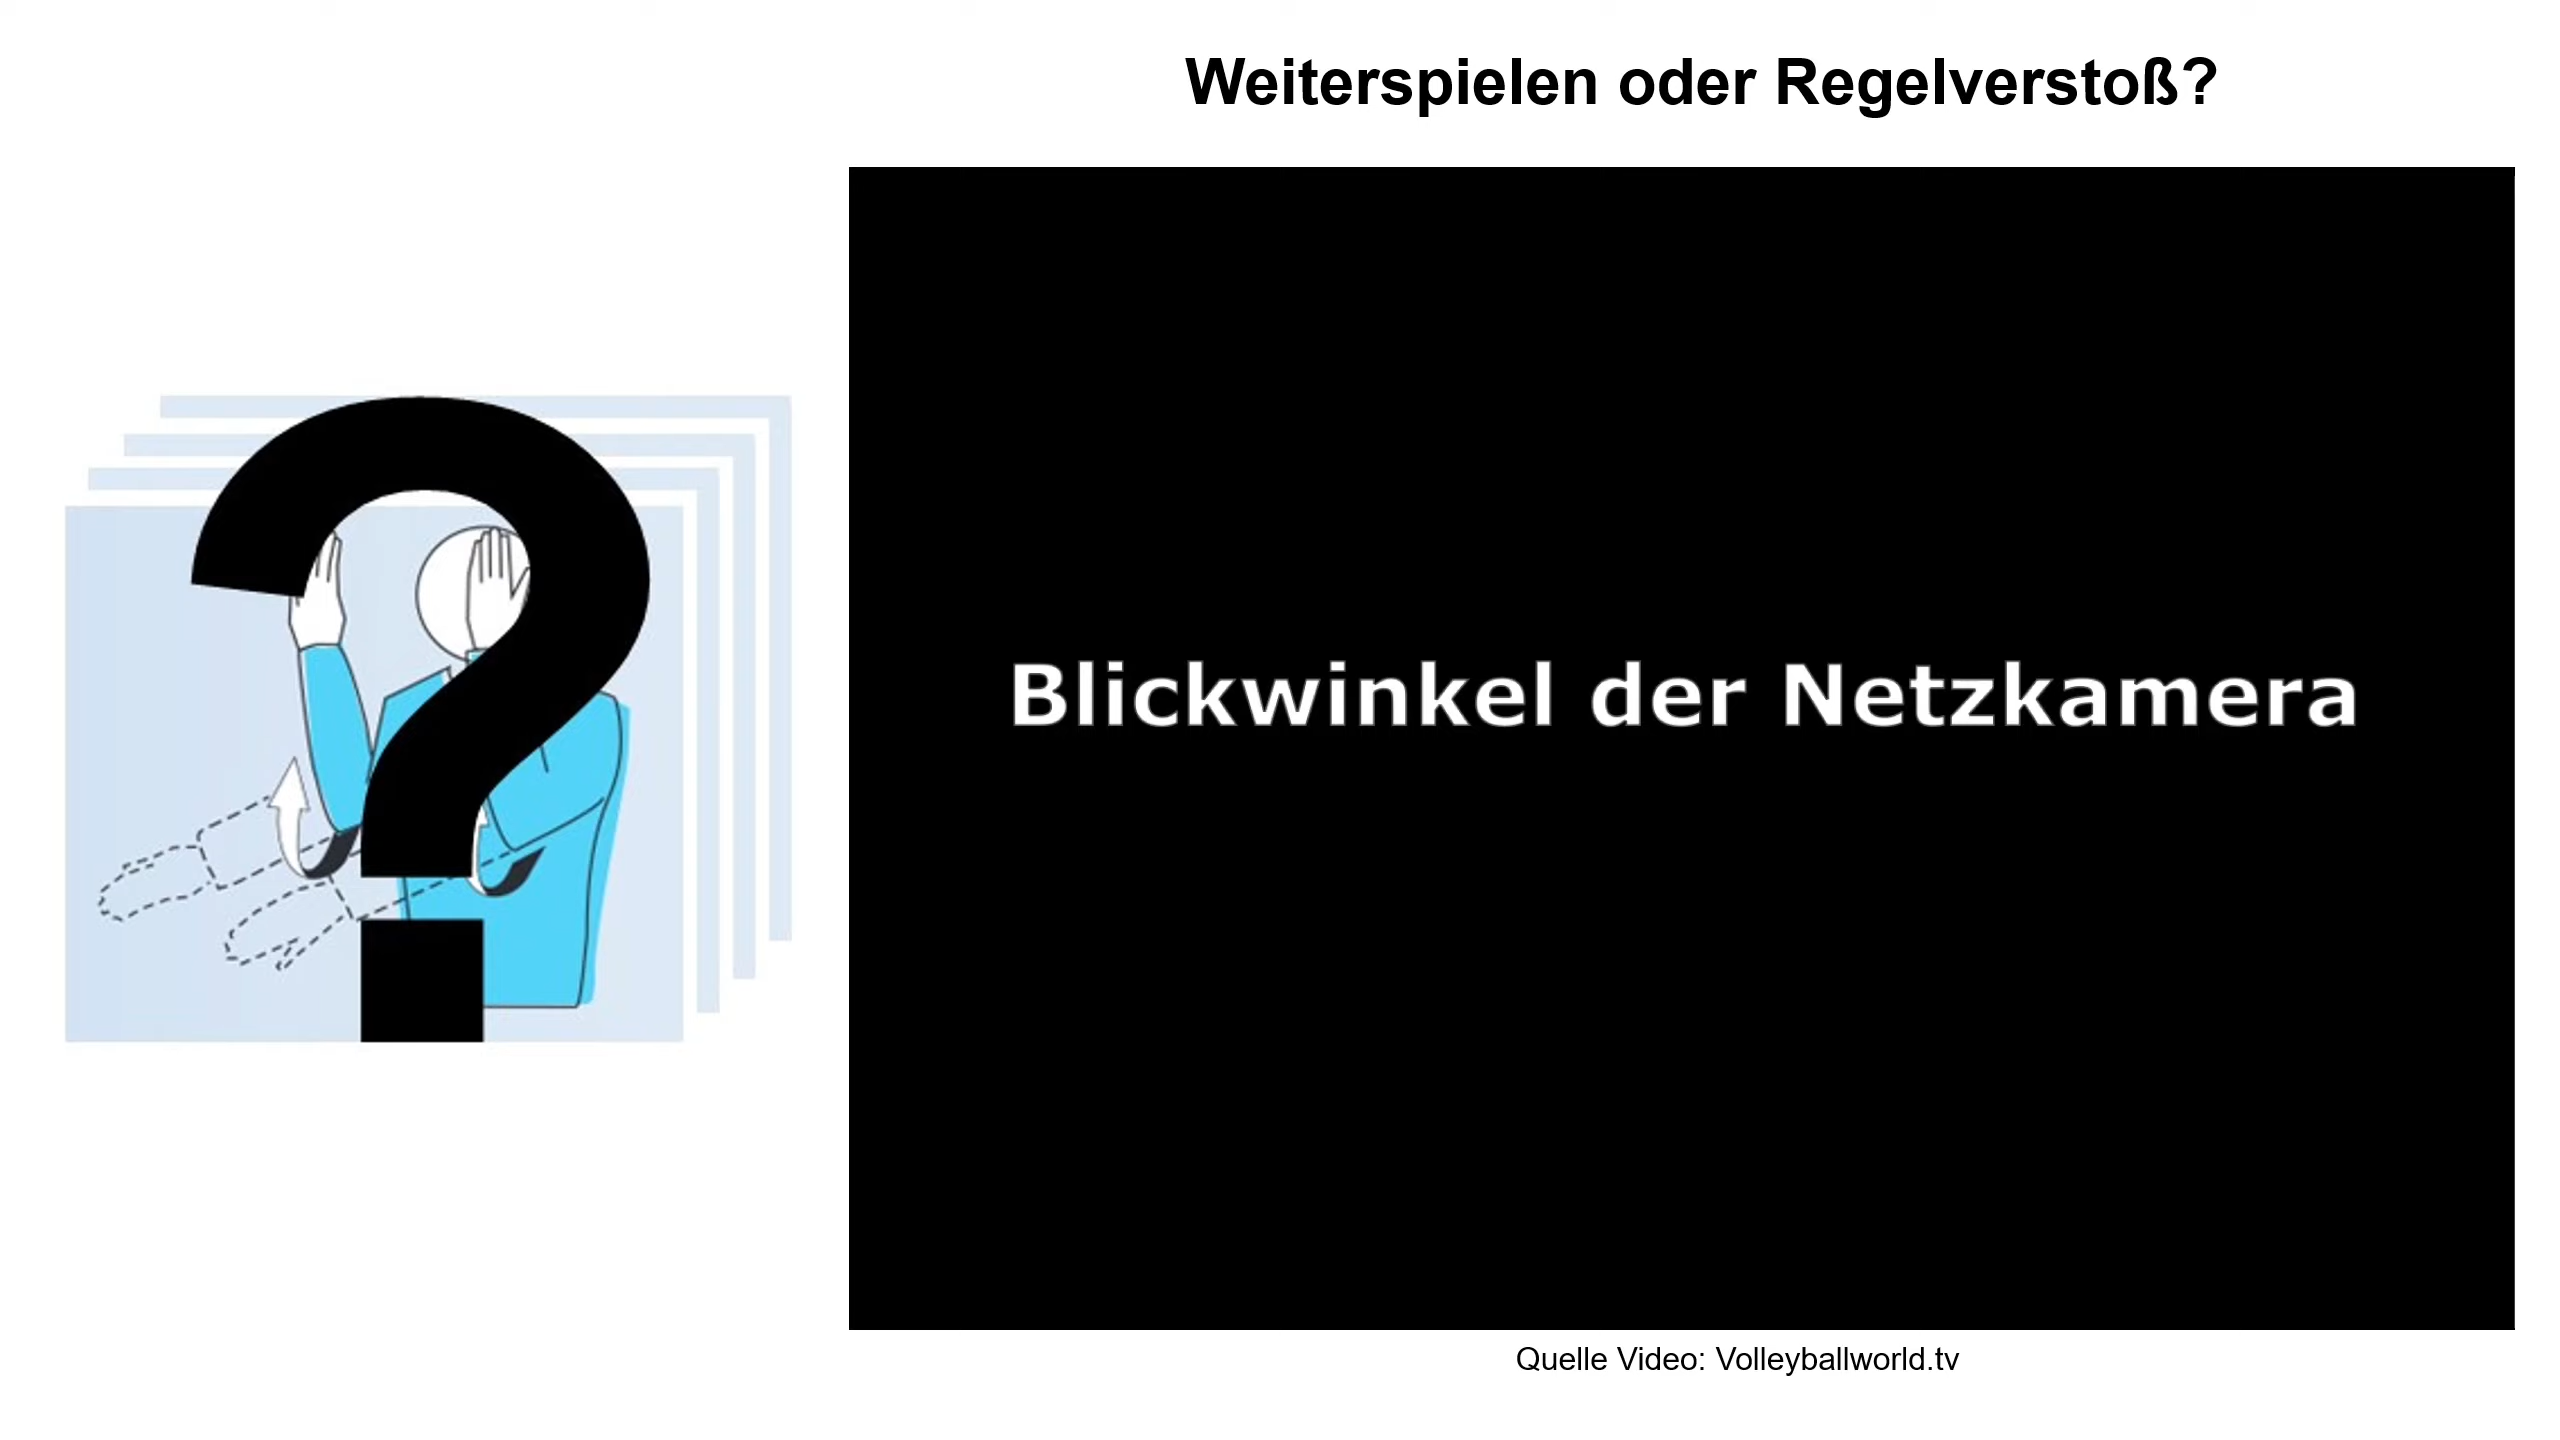 Weiterspielen oder Regelverstoß?
Blickwinkel der Netzkamera
?
Quelle Video: Volleyballworld.tv